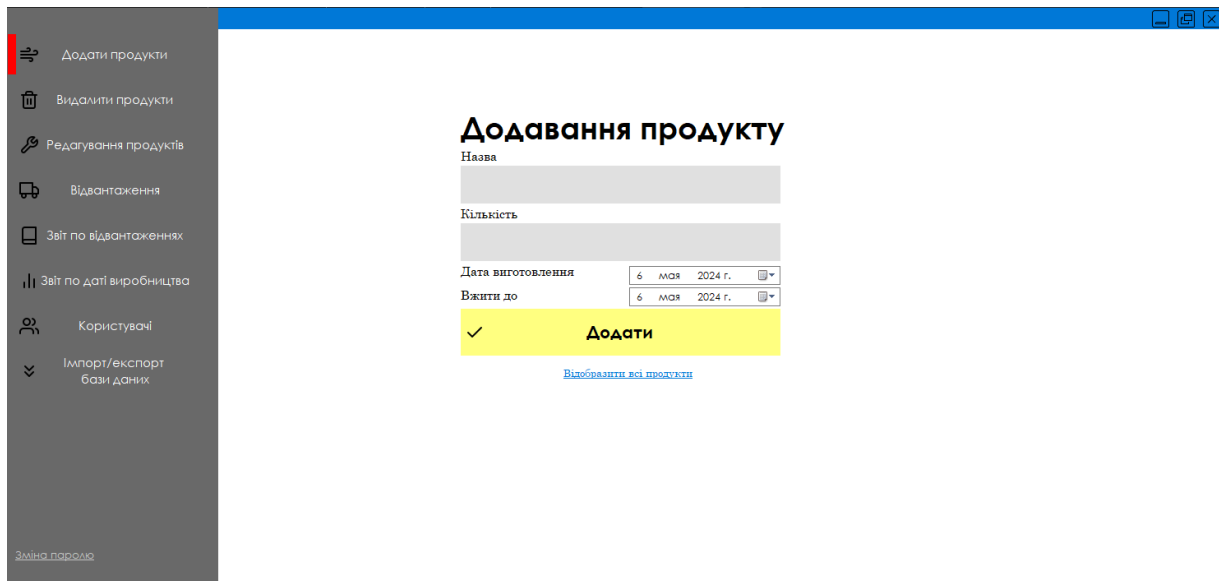 Додати продукти
Видалити продукти
Редагування продуктів
Відвантаження
Звіт по відвантаженнях
Звіт по даті виробництва
Користувачі
Імпорт/експорт
бази даних
Зміна паролю
Додавання продукту
Назва
Кількість
Дата виготовлення
6 мая 2024 г.
Вжити до
6 мая 2024 г.
Додати
Відобразити всі продукти